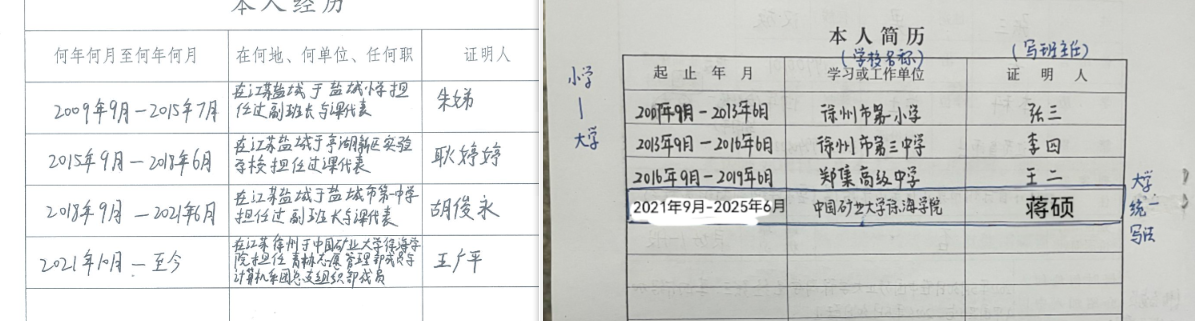 本人经历
何年何月至何年何月 在何地、何单位、任何职 证明人
2009年9月—2015年7月 在江苏盐城于盐城小学担任过副班长与课代表 朱娣
2015年9月—2018年6月 在江苏盐城于亭湖新区实验学校担任过课代表 耿婷婷
2018年9月—2021年6月 在江苏盐城于盐城市第一中学担任过副班长与课代表 胡俊永
2021年10月—至今 在江苏徐州于中国矿业大学徐海学院担任青林志愿管理部成员与计算机系团总支组织部成员 王广平
本人简历
(学校名称) (写班主任)
起止年月 学习或工作单位 证明人
小学
|
大学
2007年9月—2013年6月 徐州市第一小学 张三
2013年9月—2016年6月 徐州市第三中学 李四
2016年9月—2019年6月 郑集高级中学 王二
2021年9月-2025年6月 中国矿业大学徐海学院 蒋硕
大学
统一
写法